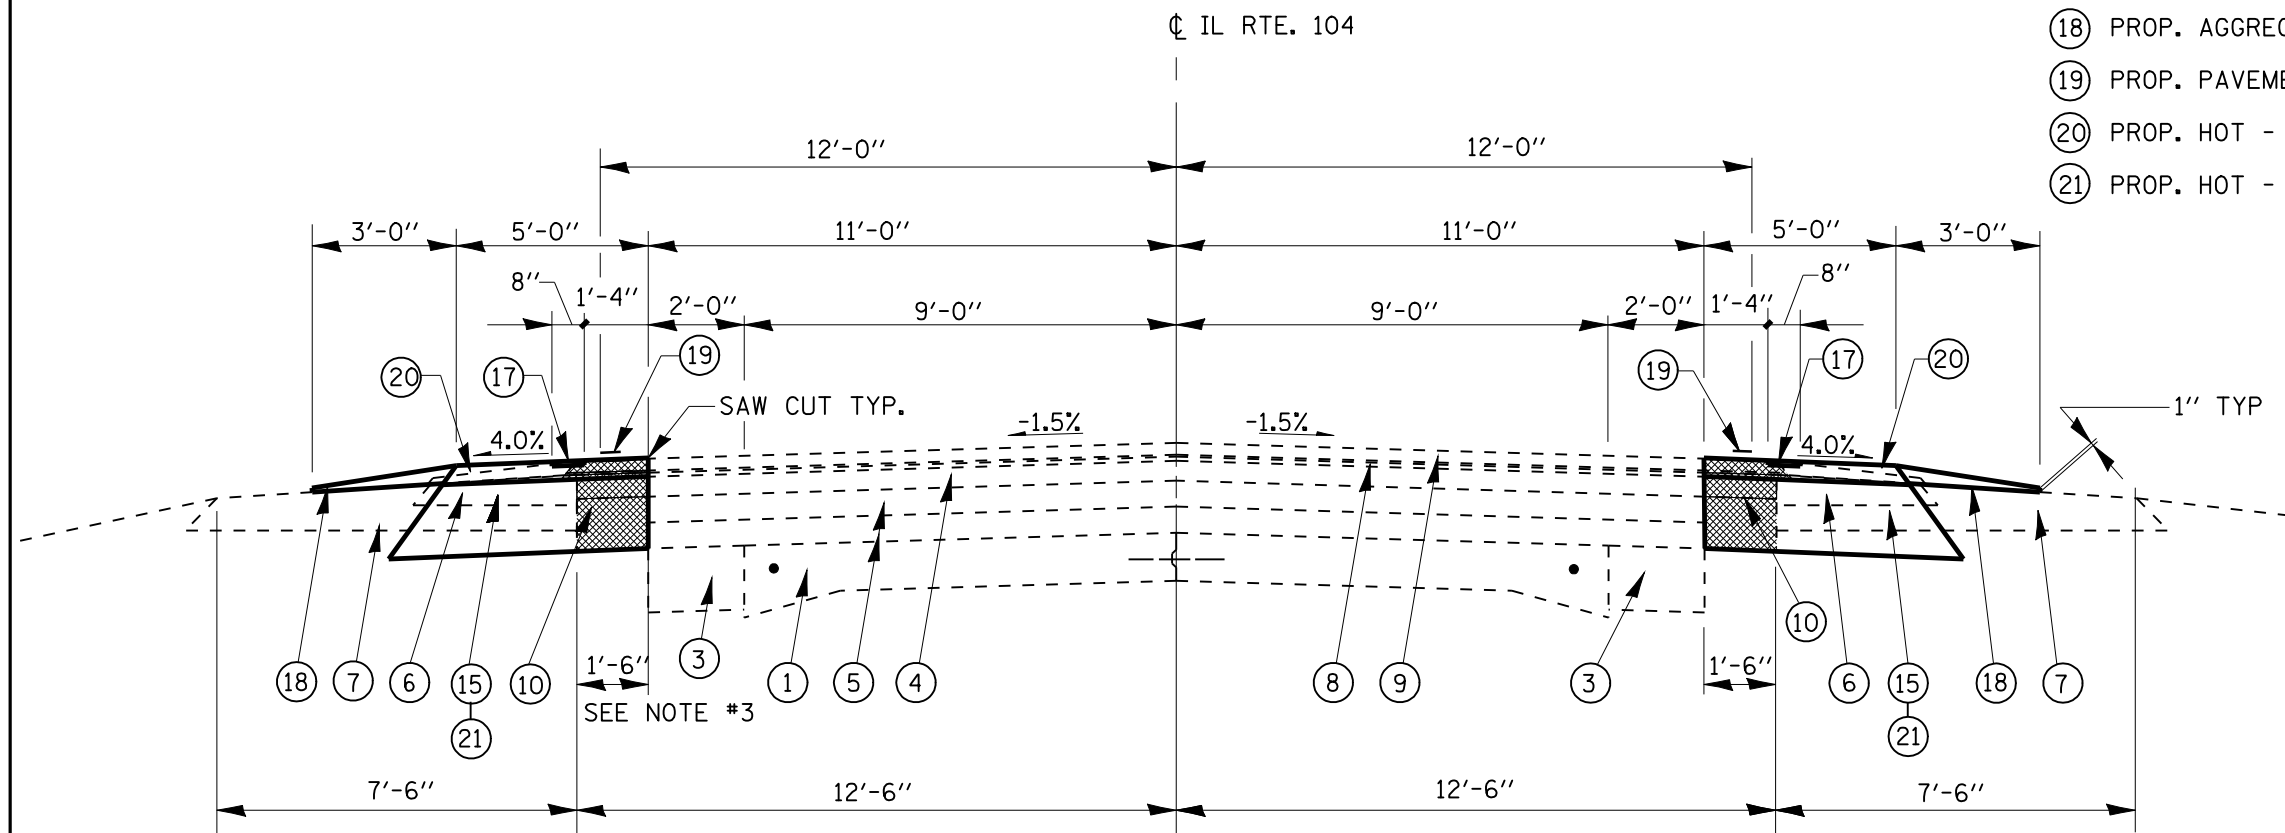 ℄ IL RTE. 104
18 PROP. AGGREG
19 PROP. PAVEME
20 PROP. HOT -
21 PROP. HOT -
12'-0" 12'-0"
3'-0" 5'-0" 11'-0" 11'-0" 5'-0" 3'-0"
8" 1'-4" 2'-0" 9'-0" 9'-0" 2'-0" 1'-4" 8"
20 17 19 19 17 20
SAW CUT TYP.
1" TYP
4.0% -1.5% -1.5% 4.0%
18 7 6 15 10 3 1 5 4 8 9 3 10 6 15 18 7
21 21
1'-6" 1'-6"
SEE NOTE #3
7'-6" 12'-6" 12'-6" 7'-6"